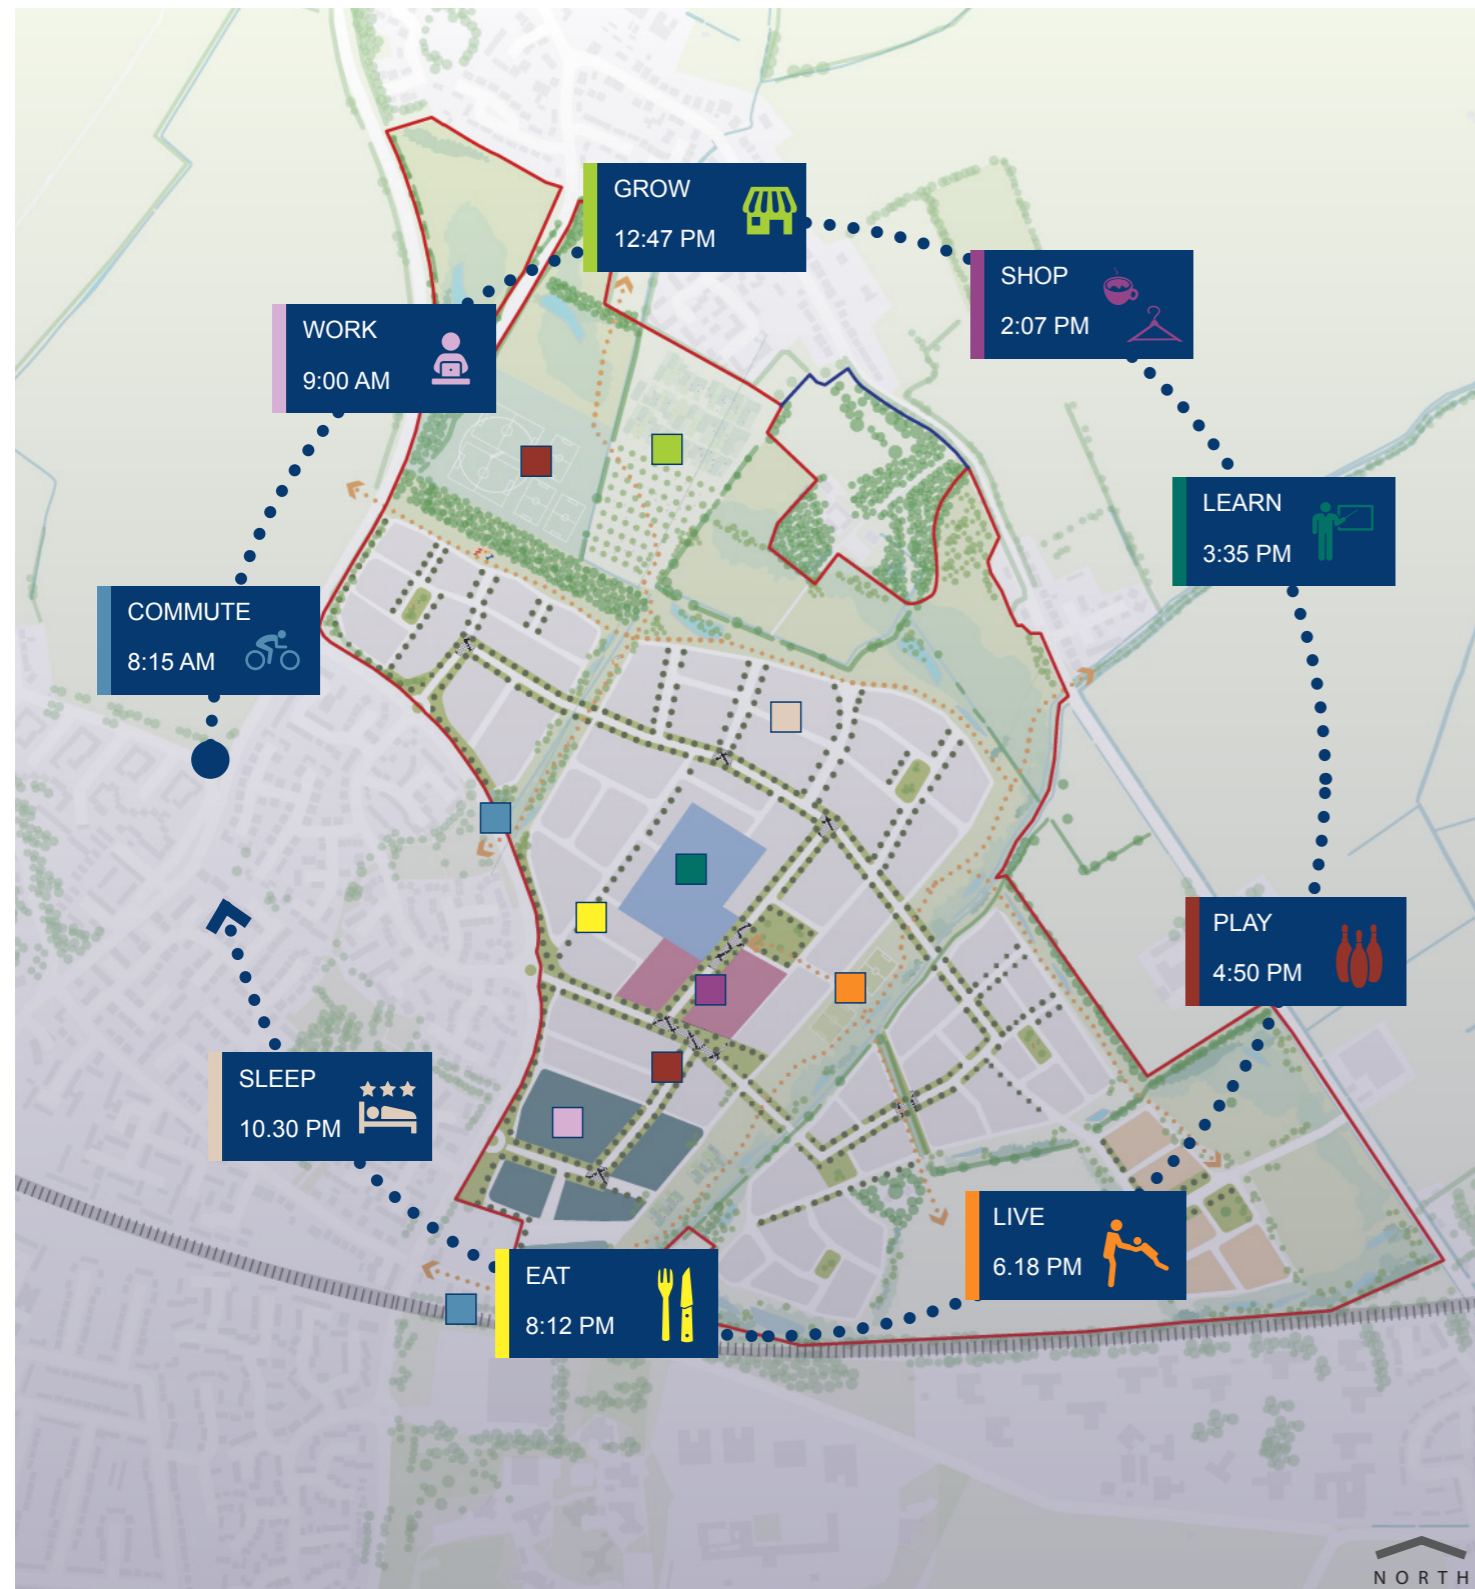 GROW
12:47 PM
SHOP
2:07 PM
WORK
9:00 AM
LEARN
3:35 PM
COMMUTE
8:15 AM
PLAY
4:50 PM
SLEEP
10.30 PM
LIVE
6.18 PM
EAT
8:12 PM
NORTH